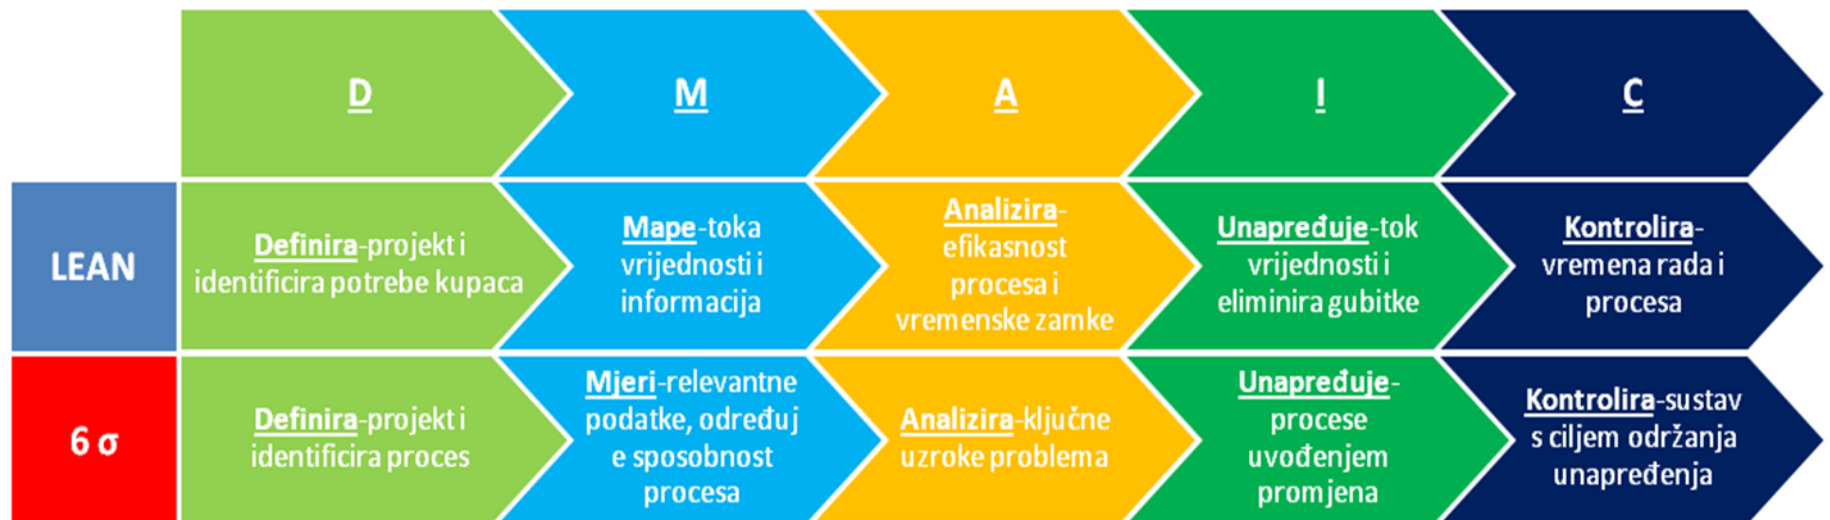 D
M
A
I
C
LEAN
Definira-projekt i
identificira potrebe kupaca
Mape-toka
vrijednosti i
informacija
Analizira-
efikasnost
procesa i
vremenske zamke
Unapređuje-tok
vrijednosti i
eliminira gubitke
Kontrolira-
vremena rada i
procesa
6 σ
Definira-projekt i
identificira proces
Mjeri-relevantne
podatke, određuj
e sposobnost
procesa
Analizira-ključne
uzroke problema
Unapređuje-
procese
uvođenjem
promjena
Kontrolira-sustav
s ciljem održanja
unapređenja